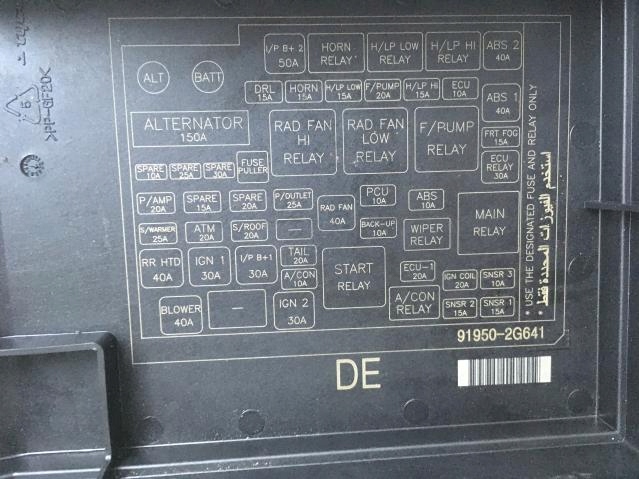 I/P B+ 2
50A
HORN
RELAY
H/LP LOW
RELAY
H/LP HI
RELAY
ABS 2
40A
ALT
BATT
DRL
15A
HORN
15A
H/LP LOW
15A
F/PUMP
20A
H/LP HI
15A
ECU
10A
ABS 1
40A
ALTERNATOR
150A
RAD FAN
HI
RELAY
RAD FAN
LOW
RELAY
F/PUMP
RELAY
FRT FOG
15A
SPARE
10A
SPARE
25A
SPARE
30A
FUSE
PULLER
ECU
RELAY
30A
P/AMP
20A
SPARE
15A
SPARE
20A
P/OUTLET
25A
RAD FAN
40A
PCU
10A
ABS
10A
MAIN
RELAY
S/WARMER
25A
ATM
20A
S/ROOF
20A
—
BACK-UP
10A
WIPER
RELAY
RR HTD
40A
IGN 1
30A
I/P B+1
30A
TAIL
20A
A/CON
10A
START
RELAY
ECU-1
20A
IGN COIL
20A
SNSR 3
10A
BLOWER
40A
—
IGN 2
30A
A/CON
RELAY
SNSR 2
15A
SNSR 1
15A
* USE THE DESIGNATED FUSE AND RELAY ONLY
* استخدم الفيوزات المحددة فقط
91950-2G641
DE
>PP-GF20<